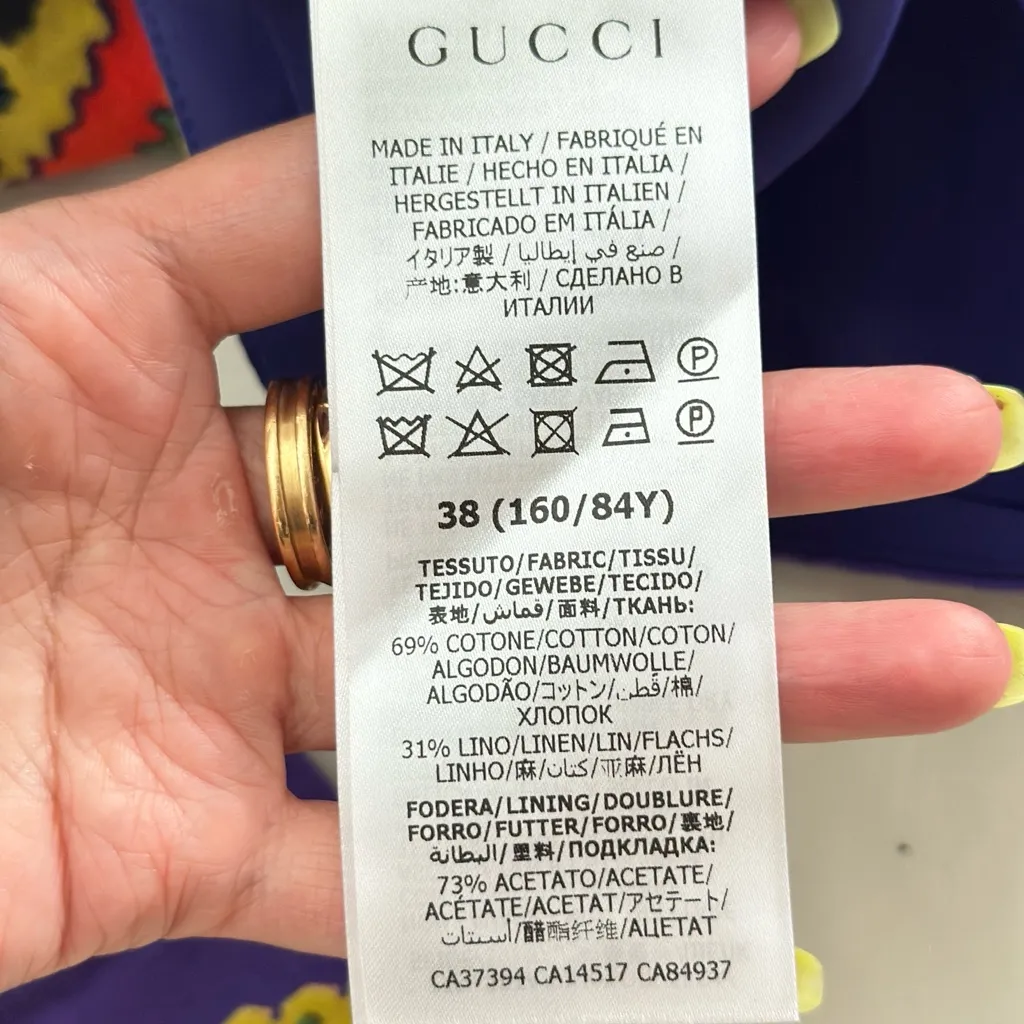 GUCCI
MADE IN ITALY / FABRIQUÉ EN
ITALIE / HECHO EN ITALIA /
HERGESTELLT IN ITALIEN /
FABRICADO EM ITÁLIA /
イタリア製 / صنع في إيطاليا /
产地:意大利 / СДЕЛАНО В
ИТАЛИИ
P
P
38 (160/84Y)
TESSUTO/FABRIC/TISSU/
TEJIDO/GEWEBE/TECIDO/
表地/قماش/面料/ТКАНЬ:
69% COTONE/COTTON/COTON/
ALGODON/BAUMWOLLE/
ALGODÃO/コットン/قطن/棉/
ХЛОПОК
31% LINO/LINEN/LIN/FLACHS/
LINHO/麻/كتان/亚麻/ЛЁН
FODERA/LINING/DOUBLURE/
FORRO/FUTTER/FORRO/裏地/
البطانة/里料/ПОДКЛАДКА:
73% ACETATO/ACETATE/
ACÉTATE/ACETAT/アセテート/
أسيتات/醋酯纤维/АЦЕТАТ
CA37394 CA14517 CA84937